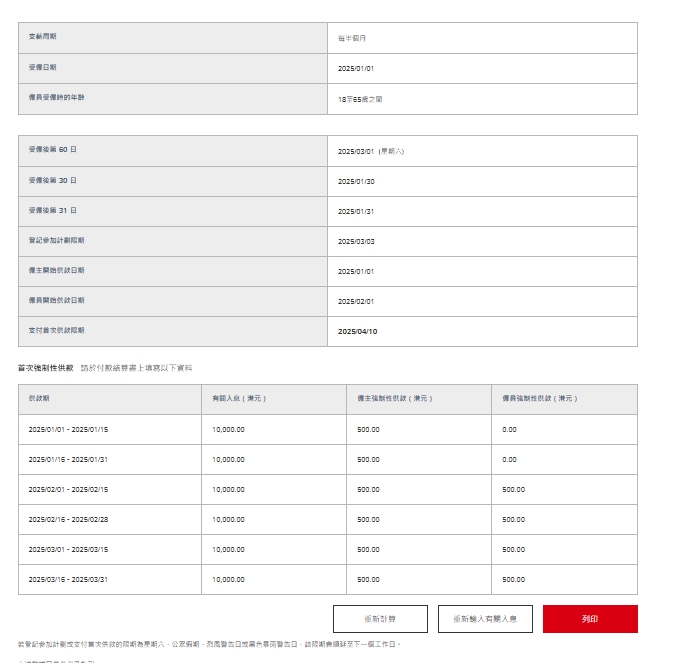 支薪周期 每半個月
受僱日期 2025/01/01
僱員受僱時的年齡 18至65歲之間
受僱後第 60 日 2025/03/01 (星期六)
受僱後第 30 日 2025/01/30
受僱後第 31 日 2025/01/31
登記參加計劃限期 2025/03/03
僱主開始供款日期 2025/01/01
僱員開始供款日期 2025/02/01
支付首次供款限期 2025/04/10
首次強制性供款 請於付款結算書上填寫以下資料
供款期 有關入息 ( 港元 ) 僱主強制性供款 ( 港元 ) 僱員強制性供款 ( 港元 )
2025/01/01 - 2025/01/15 10,000.00 500.00 0.00
2025/01/16 - 2025/01/31 10,000.00 500.00 0.00
2025/02/01 - 2025/02/15 10,000.00 500.00 500.00
2025/02/16 - 2025/02/28 10,000.00 500.00 500.00
2025/03/01 - 2025/03/15 10,000.00 500.00 500.00
2025/03/16 - 2025/03/31 10,000.00 500.00 500.00
重新計算 重新輸入有關入息 列印
若登記參加計劃或支付首次供款的限期為星期六、公眾假期、烈風警告日或黑色暴雨警告日，該限期會順延至下一個工作日。